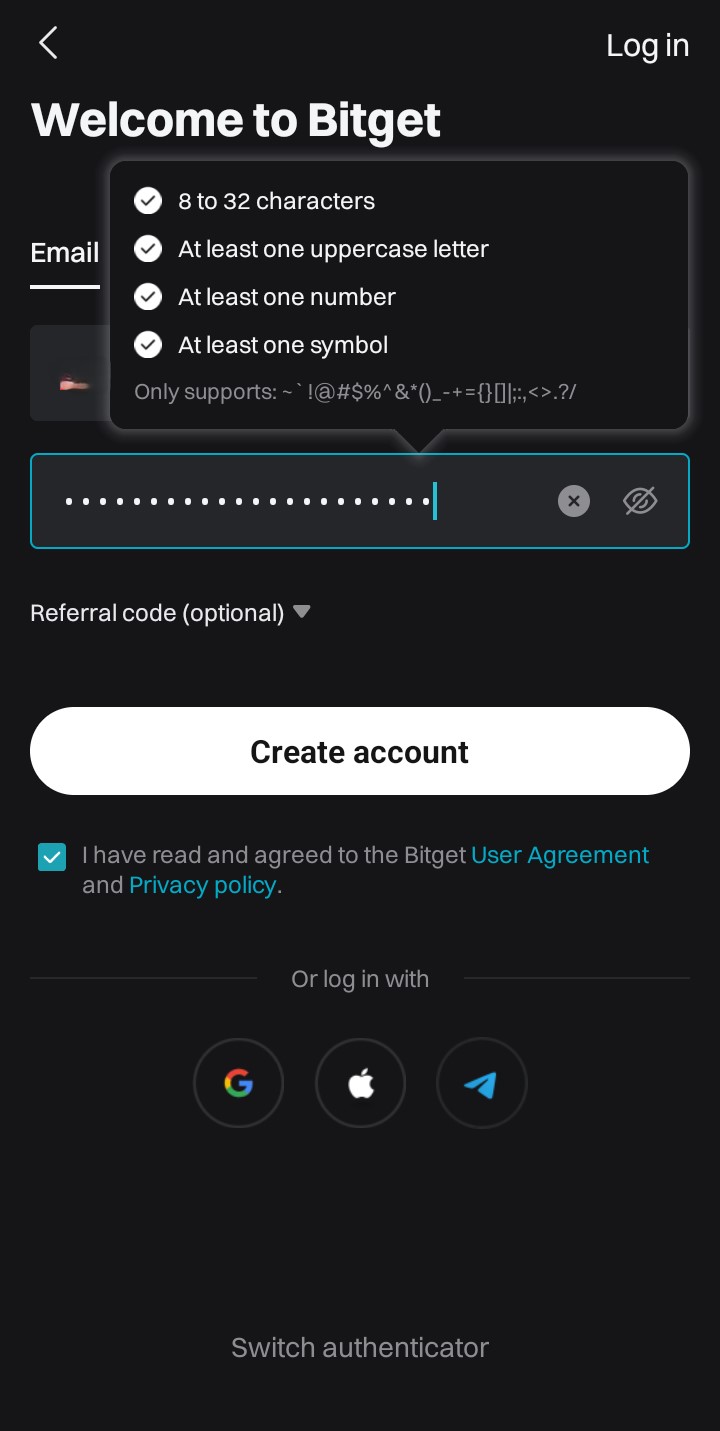 Log in
Welcome to Bitget
8 to 32 characters
At least one uppercase letter
At least one number
At least one symbol
Only supports: ~`!@#$%^&*()_-+={}[]|;:,<>.?/
Email
Referral code (optional)
Create account
I have read and agreed to the Bitget User Agreement
and Privacy policy.
Or log in with
Switch authenticator